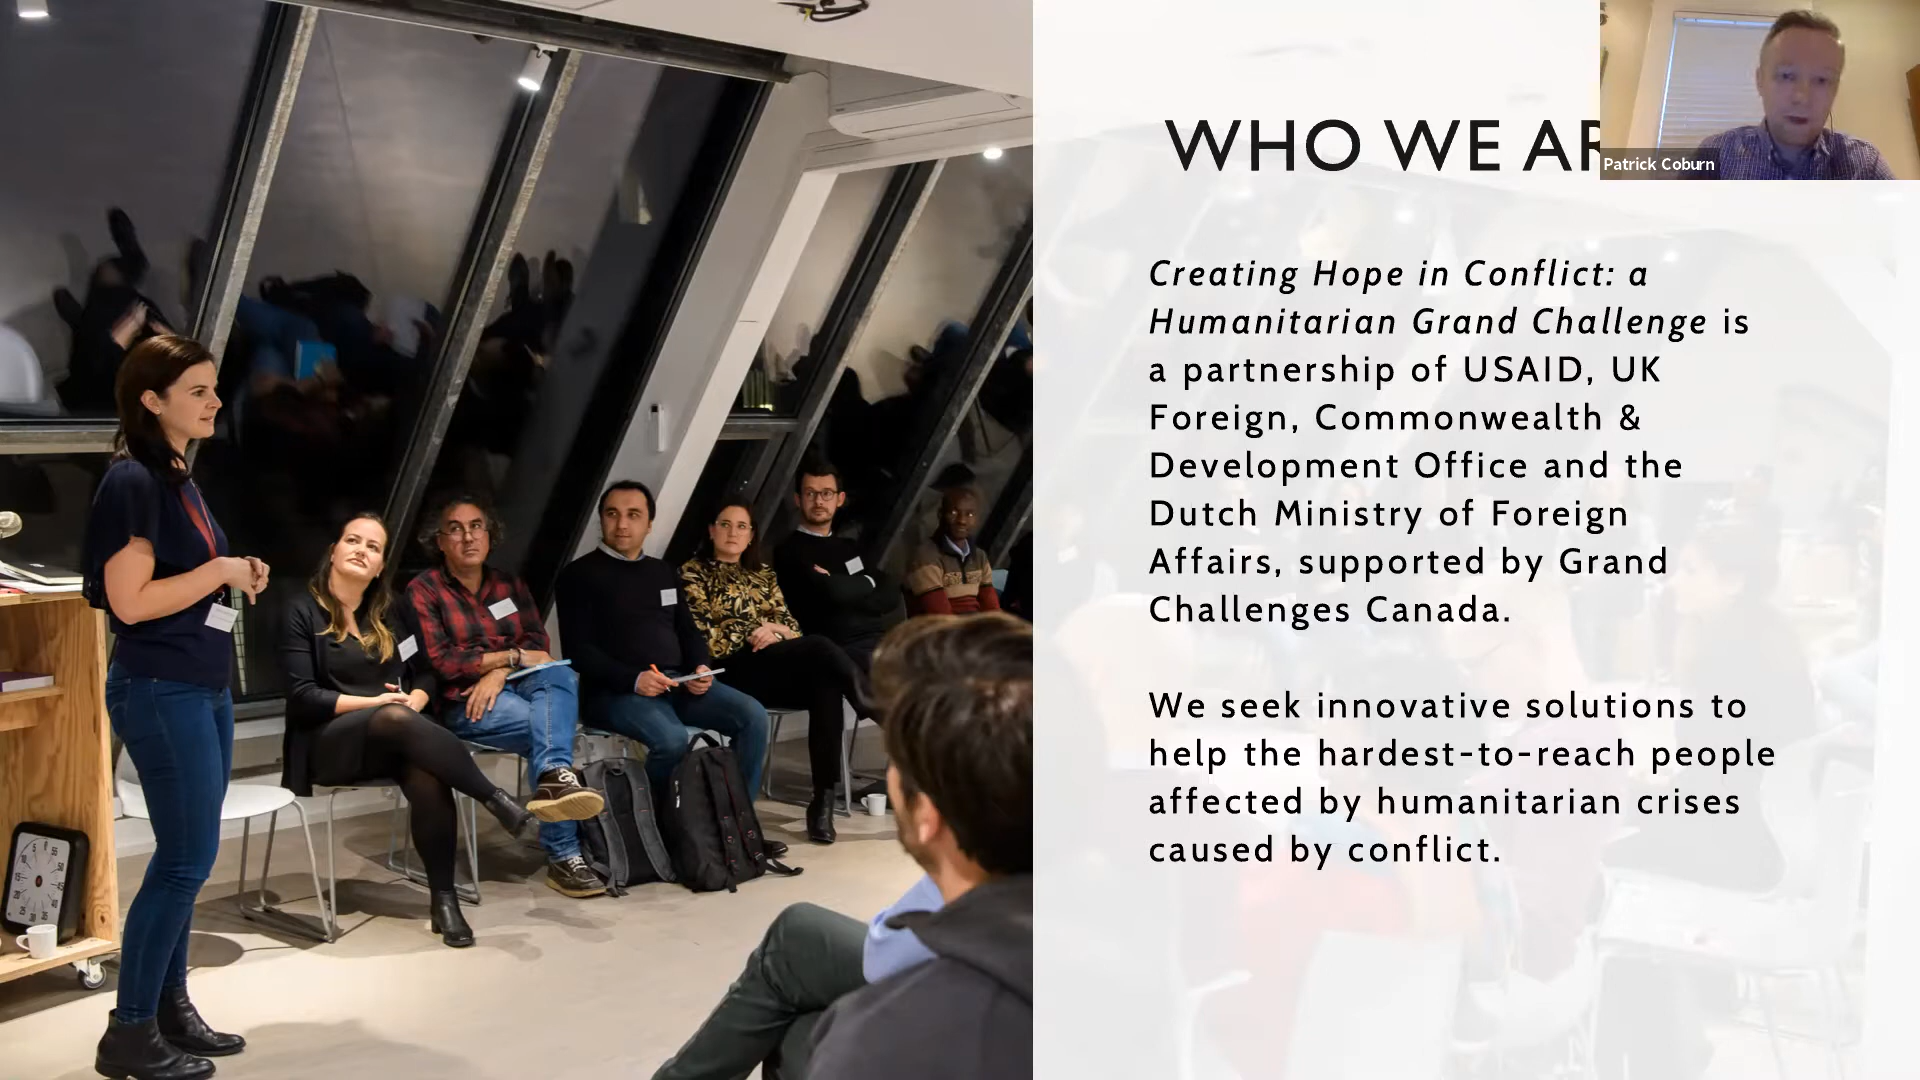 WHO WE AR
Patrick Coburn
Creating Hope in Conflict: a
Humanitarian Grand Challenge is
a partnership of USAID, UK
Foreign, Commonwealth &
Development Office and the
Dutch Ministry of Foreign
Affairs, supported by Grand
Challenges Canada.
We seek innovative solutions to
help the hardest-to-reach people
affected by humanitarian crises
caused by conflict.